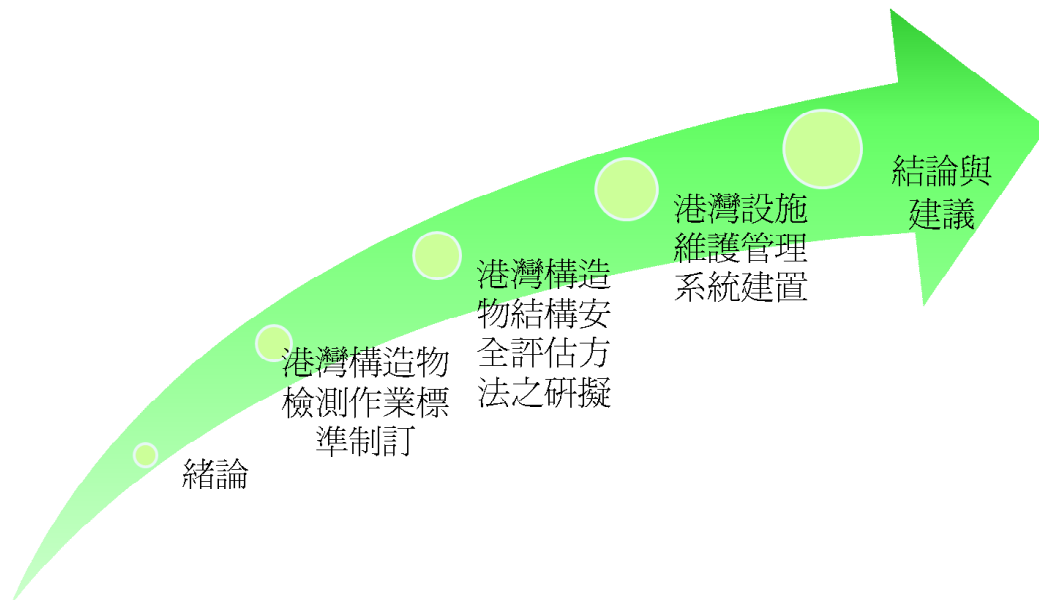 緒論
港灣構造物
檢測作業標
準制訂
港灣構造
物結構安
全評估方
法之研擬
港灣設施
維護管理
系統建置
結論與
建議